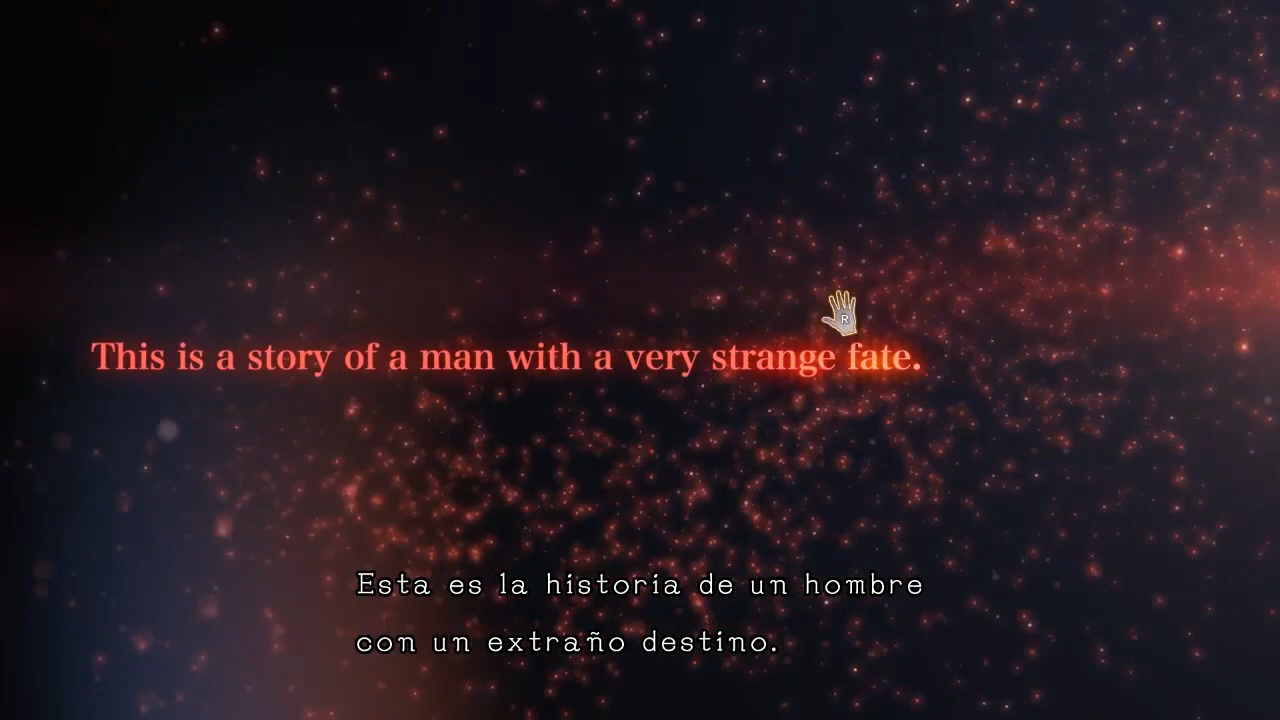 R
This is a story of a man with a very strange fate.
Esta es la historia de un hombre
con un extraño destino.